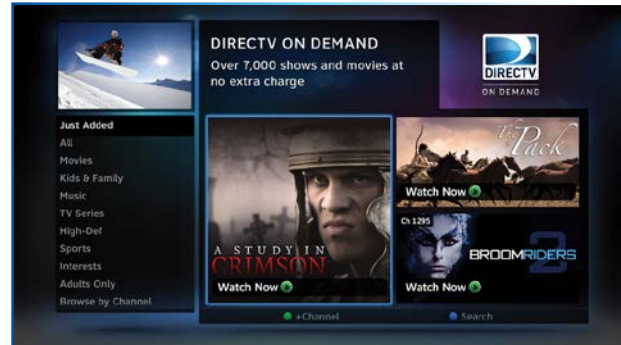 DIRECTV ON DEMAND
Over 7,000 shows and movies at
no extra charge
DIRECTV
ON DEMAND
Just Added
All
Movies
Kids & Family
Music
TV Series
High-Def
Sports
Interests
Adults Only
Browse by Channel
A STUDY IN
CRIMSON
Watch Now
The
Pack
Watch Now
Ch 1295
BROOMRIDERS
2
Watch Now
+Channel
Search